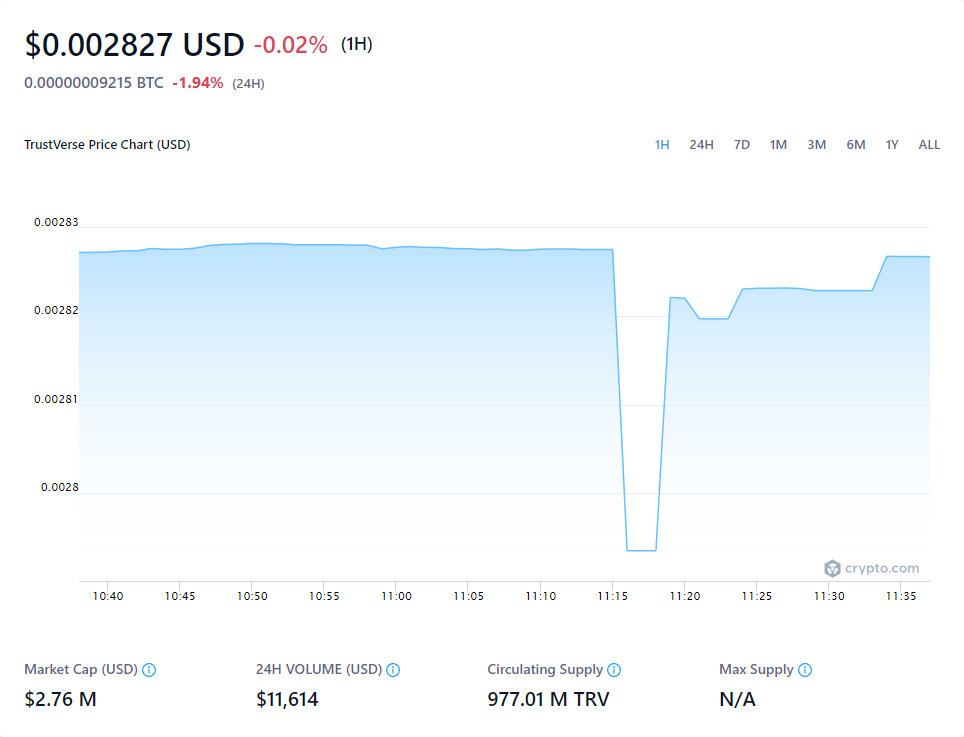 $0.002827 USD -0.02% (1H)
0.00000009215 BTC -1.94% (24H)
TrustVerse Price Chart (USD) 1H 24H 7D 1M 3M 6M 1Y ALL
0.00283
0.00282
0.00281
0.0028
crypto.com
10:40 10:45 10:50 10:55 11:00 11:05 11:10 11:15 11:20 11:25 11:30 11:35
Market Cap (USD) 24H VOLUME (USD) Circulating Supply Max Supply
$2.76 M $11,614 977.01 M TRV N/A